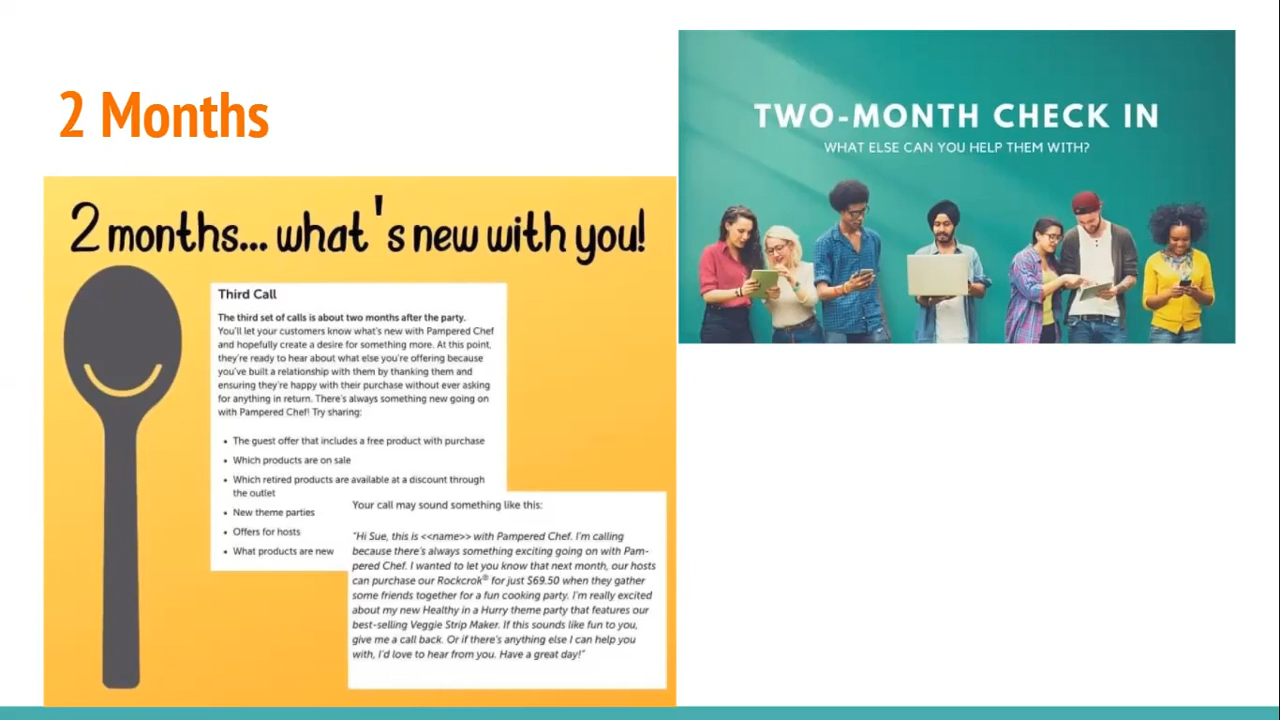 2 Months
TWO-MONTH CHECK IN
WHAT ELSE CAN YOU HELP THEM WITH?
2 months... what's new with you!
Third Call
The third set of calls is about two months after the party.
You'll let your customers know what's new with Pampered Chef
and hopefully create a desire for something more. At this point,
they're ready to hear about what else you're offering because
you've built a relationship with them by thanking them and
ensuring they're happy with their purchase without ever asking
for anything in return. There's always something new going on
with Pampered Chef! Try sharing:
• The guest offer that includes a free product with purchase
• Which products are on sale
• Which retired products are available at a discount through
the outlet
• New theme parties
• Offers for hosts
• What products are new
Your call may sound something like this:
"Hi Sue, this is <<name>> with Pampered Chef. I'm calling
because there's always something exciting going on with Pam-
pered Chef. I wanted to let you know that next month, our hosts
can purchase our Rockcrok® for just $69.50 when they gather
some friends together for a fun cooking party. I'm really excited
about my new Healthy in a Hurry theme party that features our
best-selling Veggie Strip Maker. If this sounds like fun to you,
give me a call back. Or if there's anything else I can help you
with, I'd love to hear from you. Have a great day!"